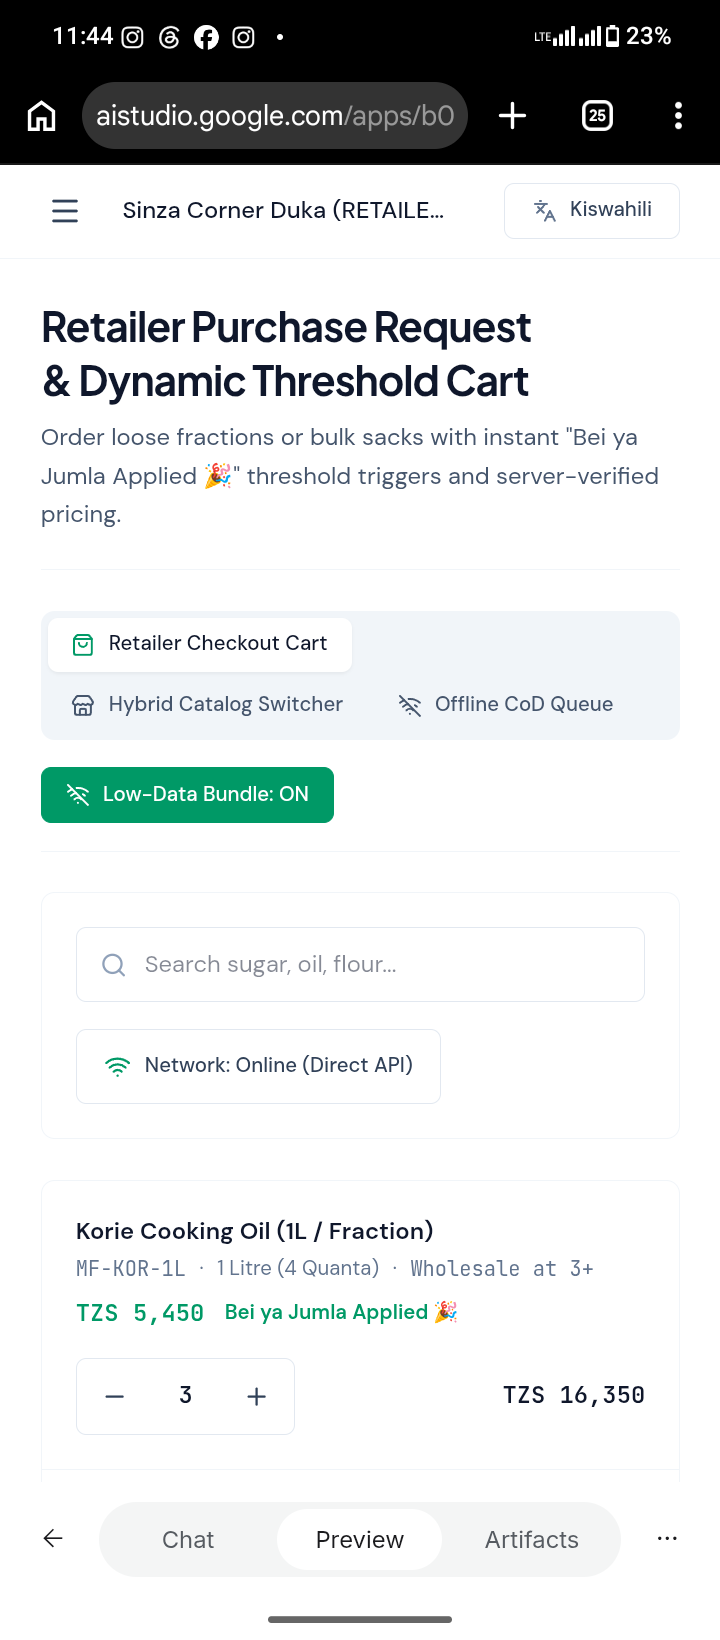 11:44
LTE 23%
aistudio.google.com/apps/b0
25
Sinza Corner Duka (RETAILE...
Kiswahili
Retailer Purchase Request
& Dynamic Threshold Cart
Order loose fractions or bulk sacks with instant "Bei ya
Jumla Applied 🎉" threshold triggers and server-verified
pricing.
Retailer Checkout Cart
Hybrid Catalog Switcher
Offline CoD Queue
Low-Data Bundle: ON
Search sugar, oil, flour...
Network: Online (Direct API)
Korie Cooking Oil (1L / Fraction)
MF-KOR-1L · 1 Litre (4 Quanta) · Wholesale at 3+
TZS 5,450 Bei ya Jumla Applied 🎉
− 3 +
TZS 16,350
Chat
Preview
Artifacts